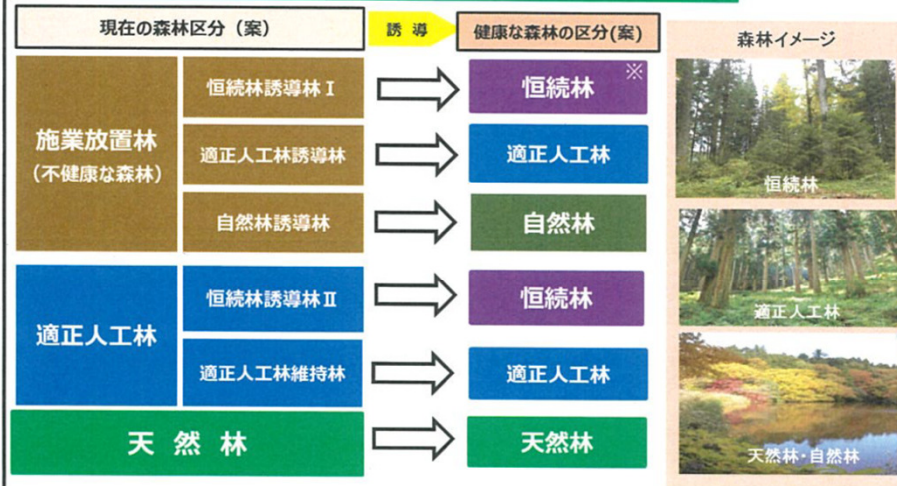 現在の森林区分（案）
誘 導
健康な森林の区分(案)
森林イメージ
施業放置林
（不健康な森林）
恒続林誘導林Ⅰ
恒続林
※
適正人工林誘導林
適正人工林
自然林誘導林
自然林
適正人工林
恒続林誘導林Ⅱ
恒続林
適正人工林維持林
適正人工林
天 然 林
天然林
恒続林
適正人工林
天然林・自然林